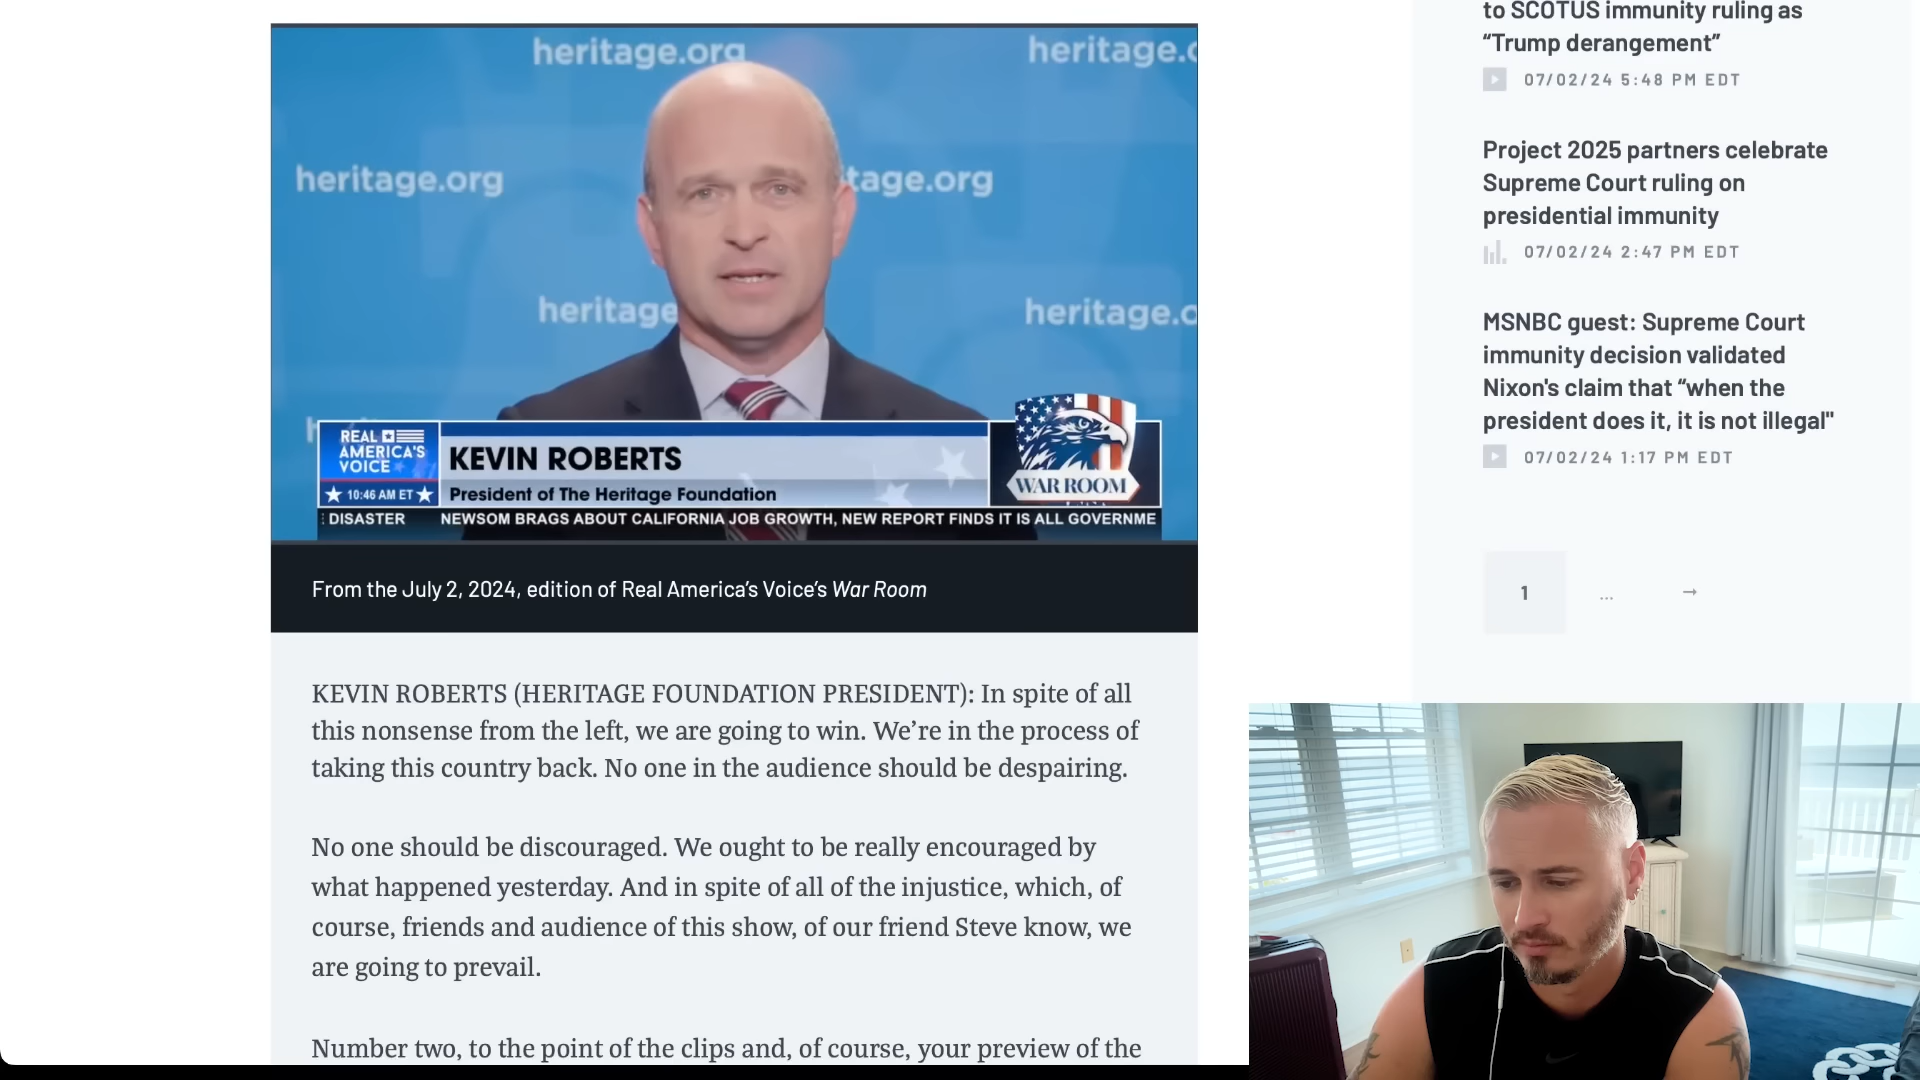 heritage.org
heritage.o
heritage.org
tage.org
heritage
heritage.o
REAL
AMERICA'S
VOICE
10:46 AM ET
KEVIN ROBERTS
President of The Heritage Foundation
WAR ROOM
: DISASTER NEWSOM BRAGS ABOUT CALIFORNIA JOB GROWTH, NEW REPORT FINDS IT IS ALL GOVERNME
From the July 2, 2024, edition of Real America’s Voice’s War Room
KEVIN ROBERTS (HERITAGE FOUNDATION PRESIDENT): In spite of all
this nonsense from the left, we are going to win. We’re in the process of
taking this country back. No one in the audience should be despairing.
No one should be discouraged. We ought to be really encouraged by
what happened yesterday. And in spite of all of the injustice, which, of
course, friends and audience of this show, of our friend Steve know, we
are going to prevail.
Number two, to the point of the clips and, of course, your preview of the
to SCOTUS immunity ruling as
“Trump derangement”
07/02/24 5:48 PM EDT
Project 2025 partners celebrate
Supreme Court ruling on
presidential immunity
07/02/24 2:47 PM EDT
MSNBC guest: Supreme Court
immunity decision validated
Nixon's claim that “when the
president does it, it is not illegal"
07/02/24 1:17 PM EDT
1 ... →